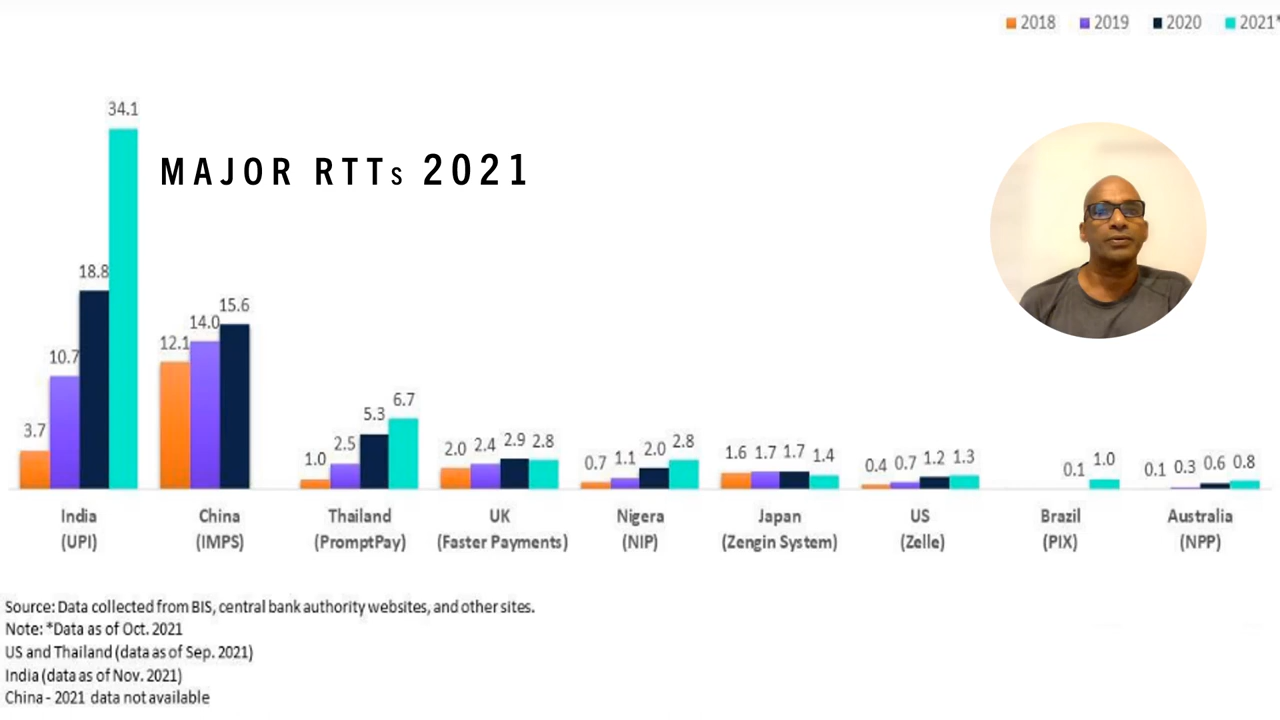 2018 2019 2020 2021*
34.1
MAJOR RTTs 2021
18.8
15.6
14.0
12.1
10.7
3.7
6.7
5.3
2.5
1.0
2.0 2.4 2.9 2.8
0.7 1.1 2.0 2.8
1.6 1.7 1.7 1.4
0.4 0.7 1.2 1.3
0.1 1.0
0.1 0.3 0.6 0.8
India China Thailand UK Nigera Japan US Brazil Australia
(UPI) (IMPS) (PromptPay) (Faster Payments) (NIP) (Zengin System) (Zelle) (PIX) (NPP)
Source: Data collected from BIS, central bank authority websites, and other sites.
Note: *Data as of Oct. 2021
US and Thailand (data as of Sep. 2021)
India (data as of Nov. 2021)
China - 2021 data not available